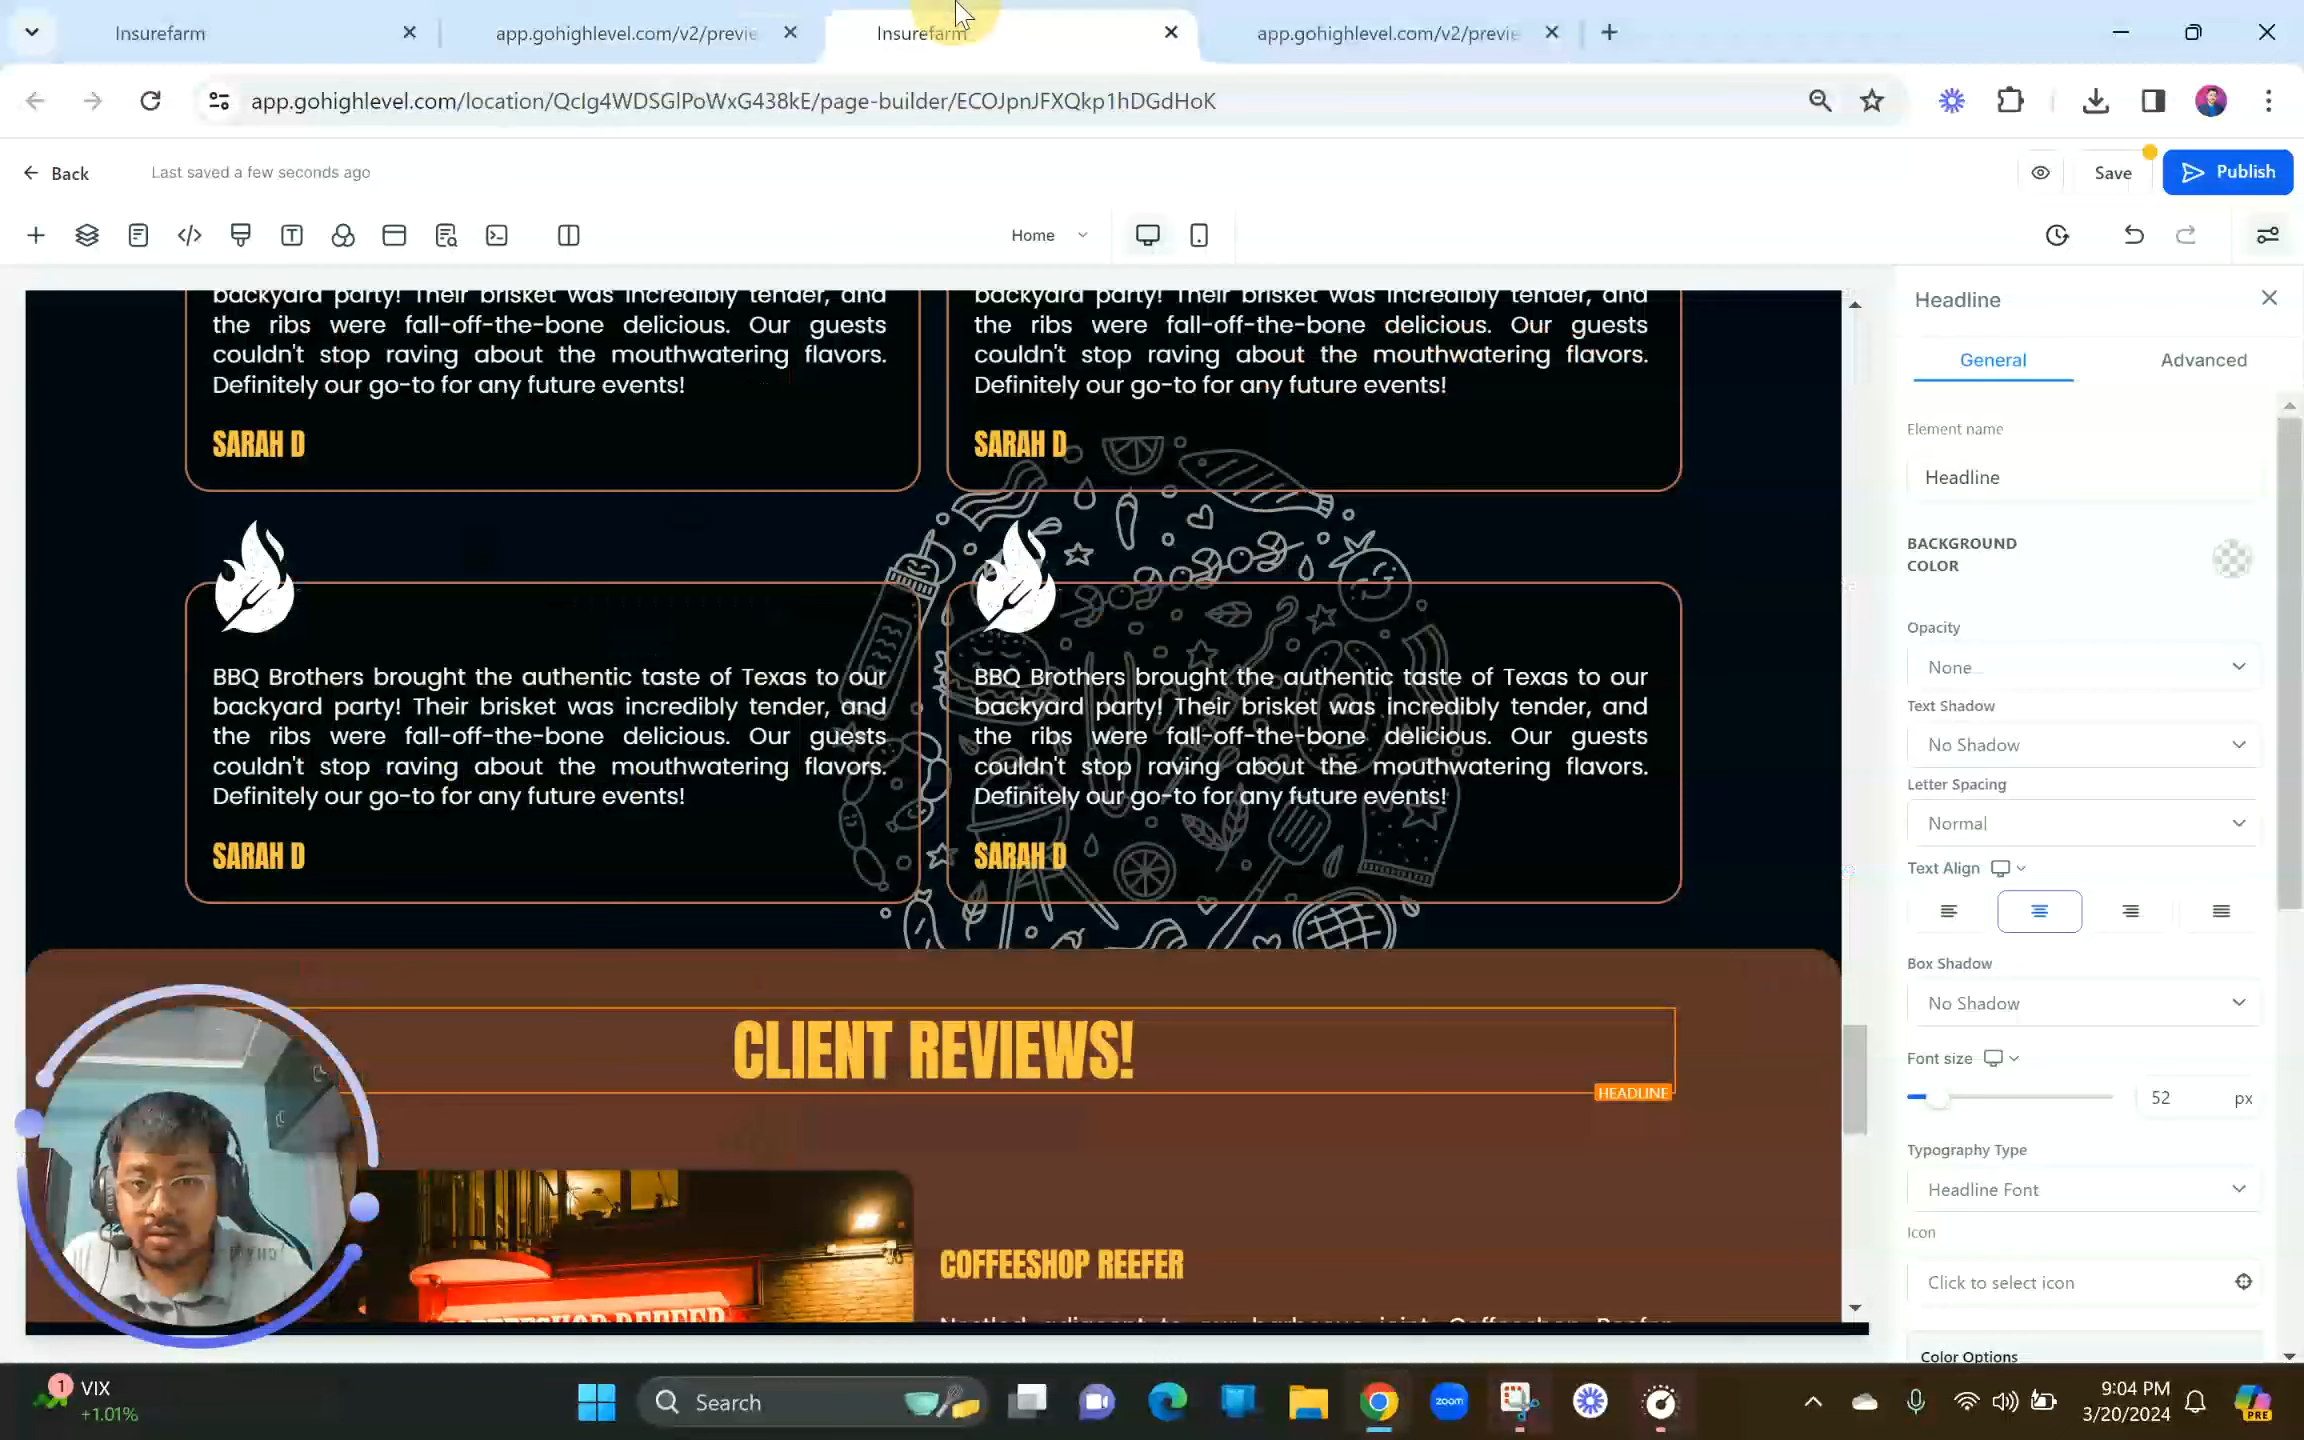 Insurefarm
app.gohighlevel.com/v2/previe
Insurefarm
app.gohighlevel.com/v2/previe
app.gohighlevel.com/location/QcIg4WDSGlPoWxG438kE/page-builder/ECOJpnJFXQkp1hDGdHoK
Back
Last saved a few seconds ago
Save
Publish
Home
backyard party! Their brisket was incredibly tender, and
the ribs were fall-off-the-bone delicious. Our guests
couldn't stop raving about the mouthwatering flavors.
Definitely our go-to for any future events!
SARAH D
backyard party! Their brisket was incredibly tender, and
the ribs were fall-off-the-bone delicious. Our guests
couldn't stop raving about the mouthwatering flavors.
Definitely our go-to for any future events!
SARAH D
BBQ Brothers brought the authentic taste of Texas to our
backyard party! Their brisket was incredibly tender, and
the ribs were fall-off-the-bone delicious. Our guests
couldn't stop raving about the mouthwatering flavors.
Definitely our go-to for any future events!
SARAH D
BBQ Brothers brought the authentic taste of Texas to our
backyard party! Their brisket was incredibly tender, and
the ribs were fall-off-the-bone delicious. Our guests
couldn't stop raving about the mouthwatering flavors.
Definitely our go-to for any future events!
SARAH D
CLIENT REVIEWS!
HEADLINE
COFFEESHOP REEFER
Headline
General
Advanced
Element name
Headline
BACKGROUND
COLOR
Opacity
None
Text Shadow
No Shadow
Letter Spacing
Normal
Text Align
Box Shadow
No Shadow
Font size
52
px
Typography Type
Headline Font
Icon
Click to select icon
Color Options
1
VIX
+1.01%
Search
zoom
9:04 PM
3/20/2024
PRE